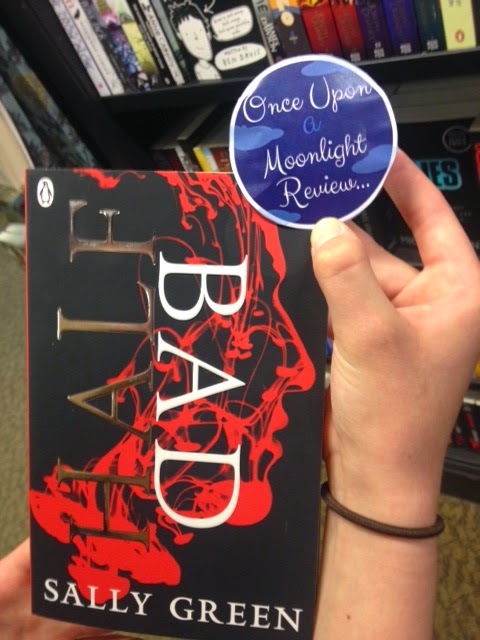 Once Upon
a
Moonlight
Review...
HALF
BAD
SALLY GREEN